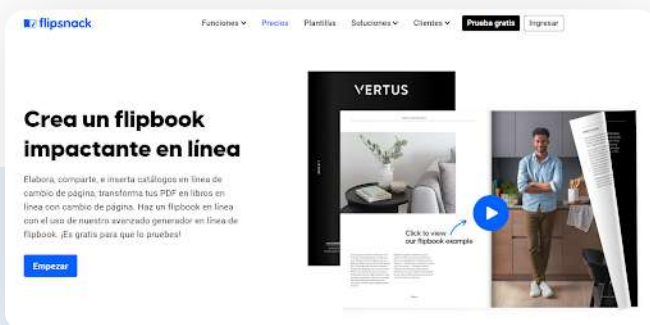 flipsnack
Funciones Precios Plantillas Soluciones Clientes Prueba gratis Ingresar
Crea un flipbook
impactante en línea
Elabora, comparte, e inserta catálogos en línea de
cambio de página; transforma tus PDF en libros en
línea con cambio de página. Haz un flipbook en línea
con el uso de nuestro avanzado generador en línea de
flipbook. ¡Es gratis para que lo pruebes!
Empezar
VERTUS
Click to view
our flipbook example